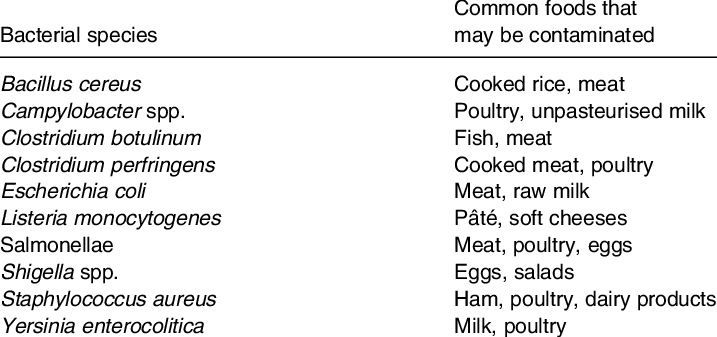 Common foods that
Bacterial species may be contaminated
Bacillus cereus Cooked rice, meat
Campylobacter spp. Poultry, unpasteurised milk
Clostridium botulinum Fish, meat
Clostridium perfringens Cooked meat, poultry
Escherichia coli Meat, raw milk
Listeria monocytogenes Pâté, soft cheeses
Salmonellae Meat, poultry, eggs
Shigella spp. Eggs, salads
Staphylococcus aureus Ham, poultry, dairy products
Yersinia enterocolitica Milk, poultry